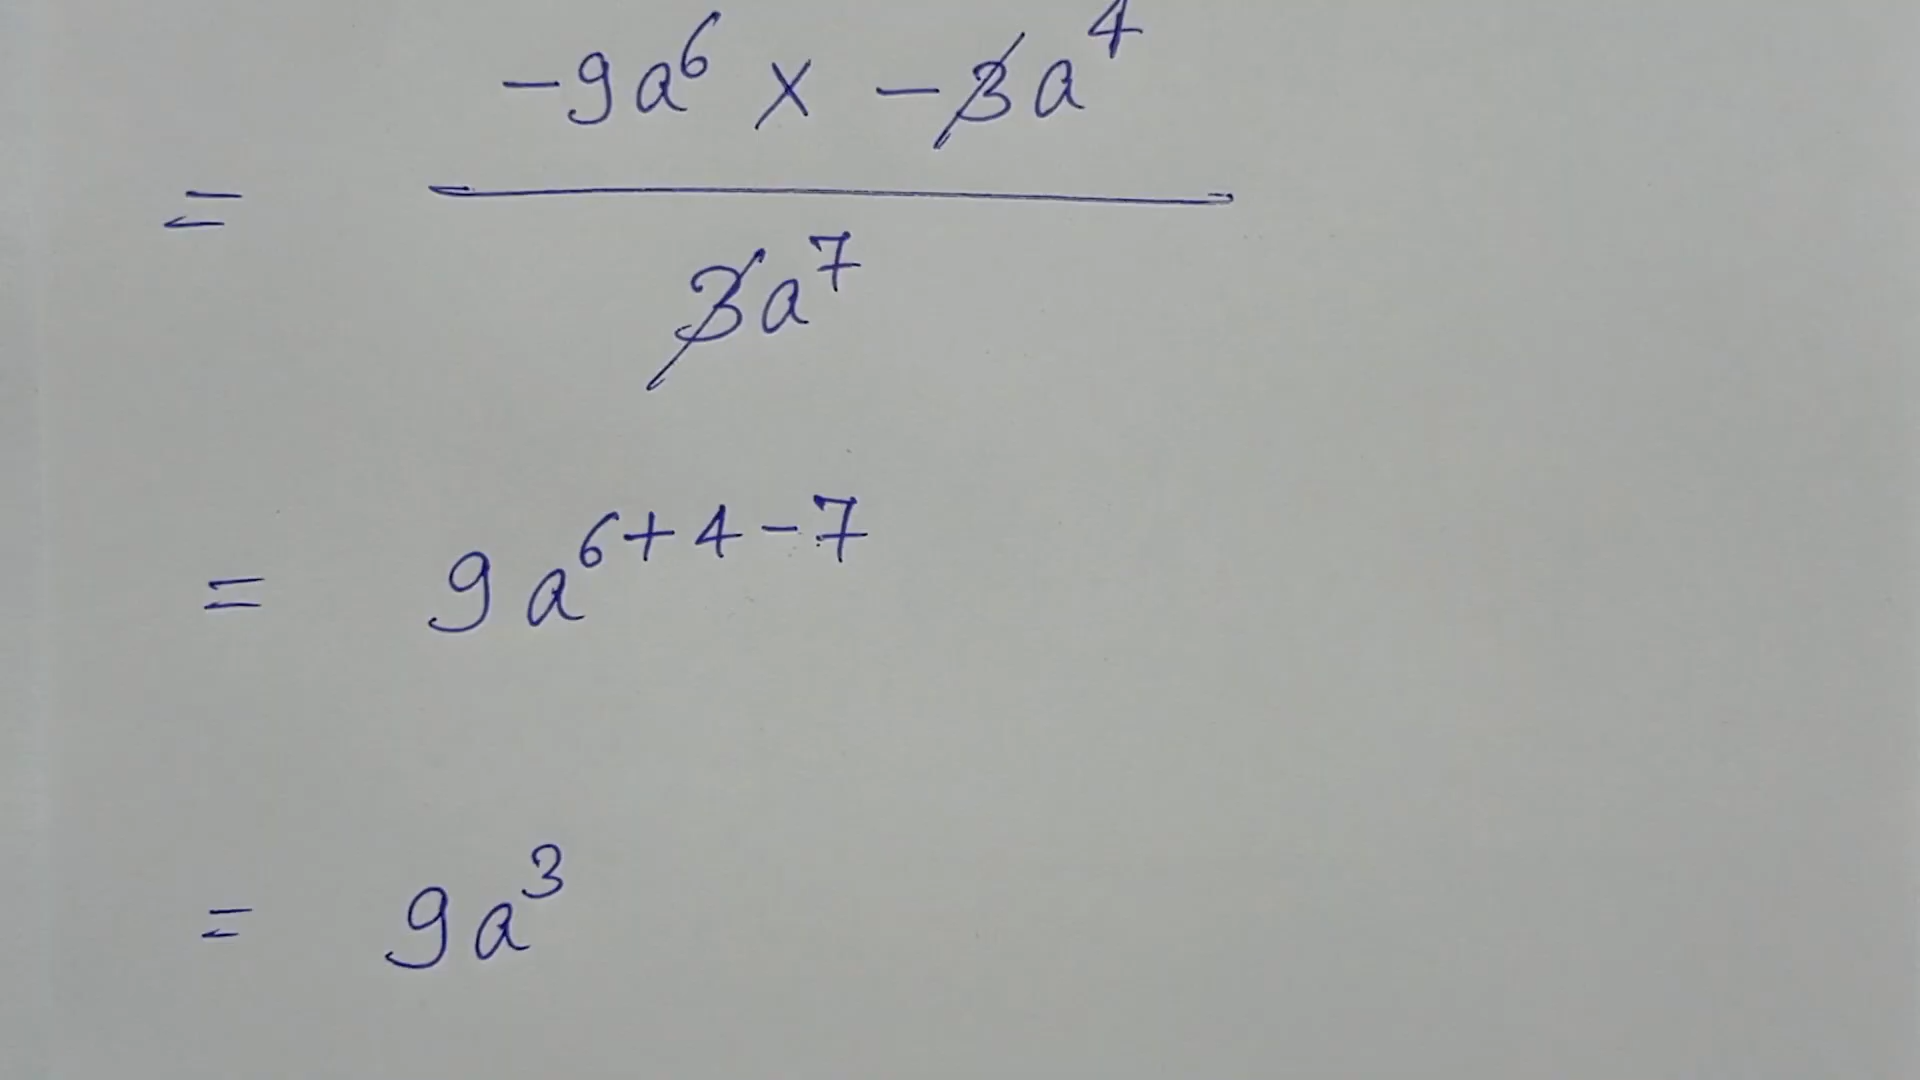 -9a⁶ × -3a⁴
=
3a⁷
= 9a⁶⁺⁴⁻⁷
= 9a³